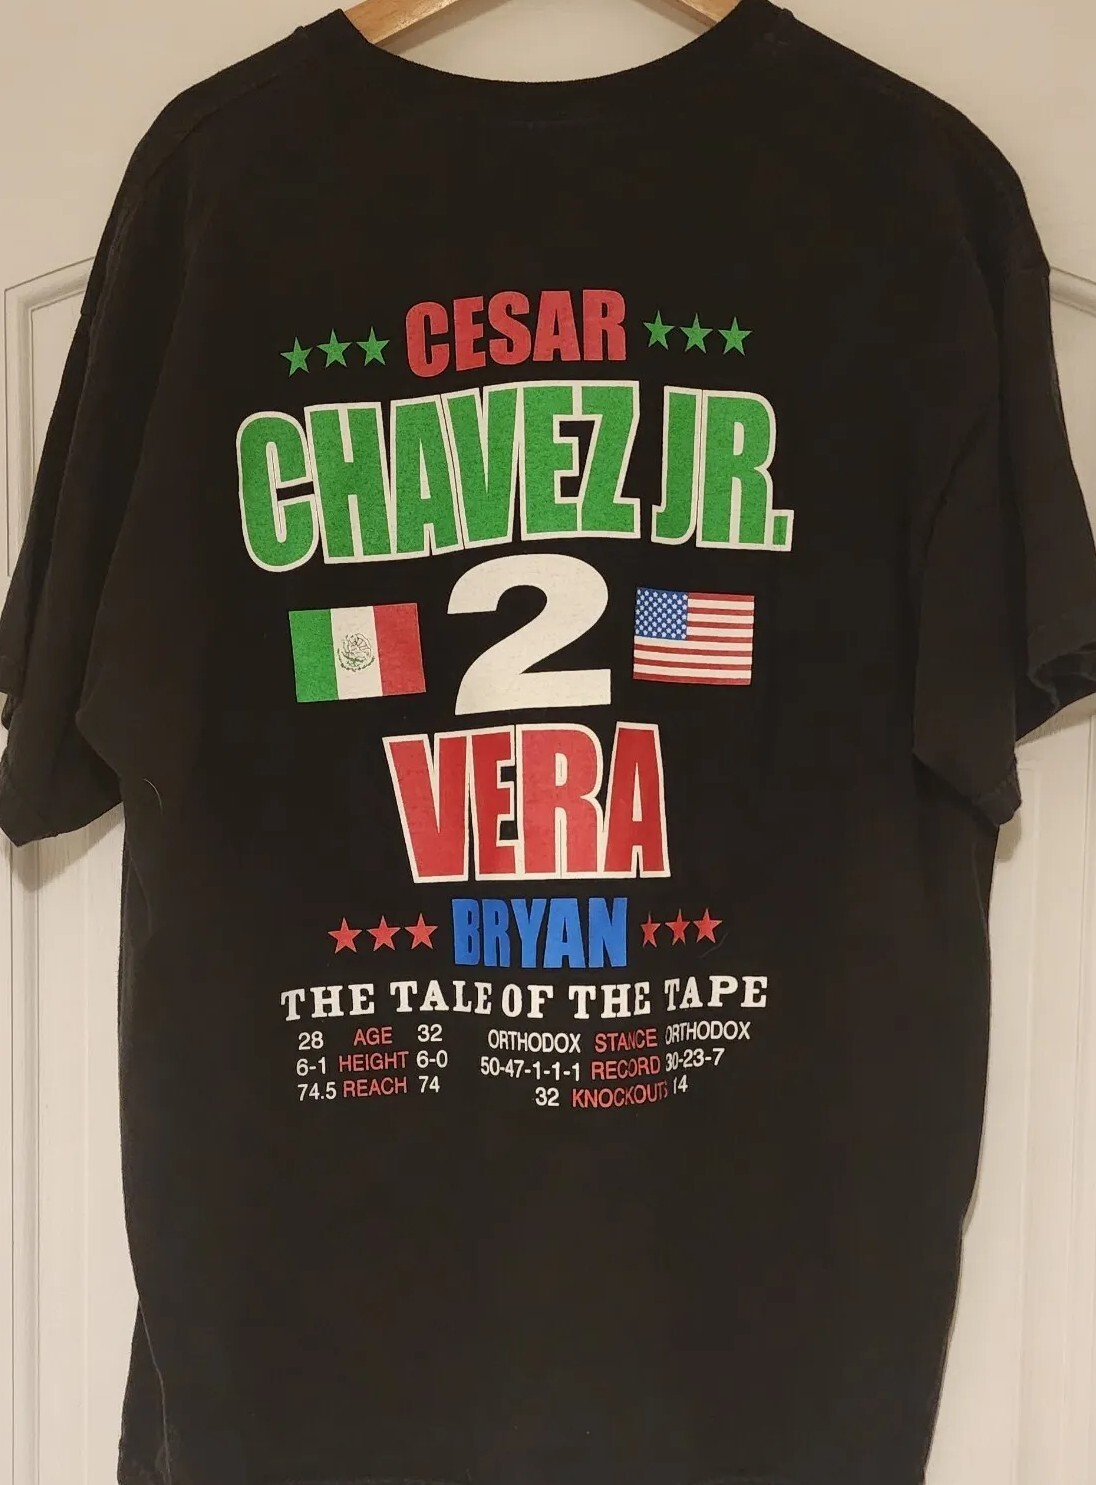 CESAR
CHAVEZ JR.
2
VERA
BRYAN
THE TALE OF THE TAPE
28 AGE 32 ORTHODOX STANCE ORTHODOX
6-1 HEIGHT 6-0 50-47-1-1-1 RECORD 30-23-7
74.5 REACH 74 32 KNOCKOUTS 14